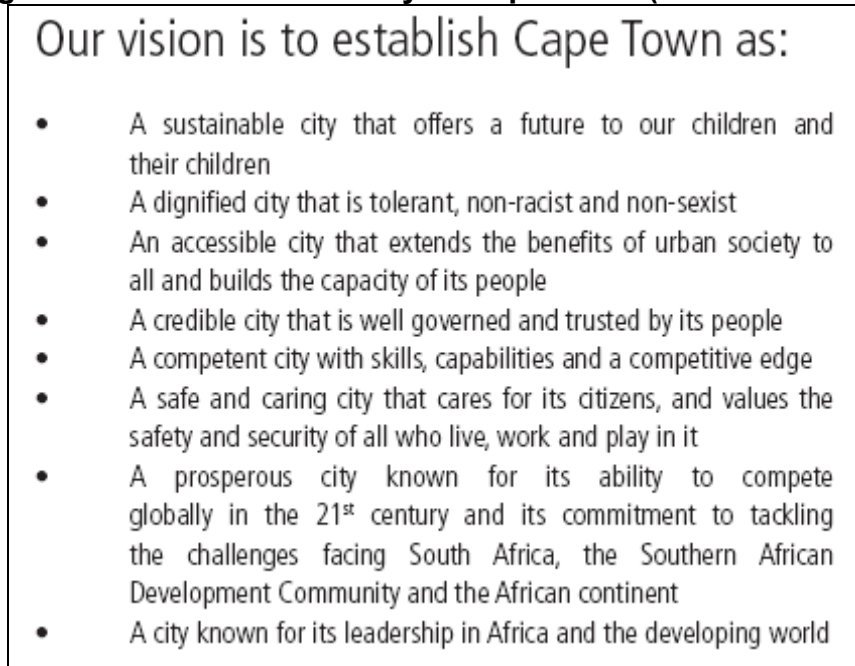 Our vision is to establish Cape Town as:
• A sustainable city that offers a future to our children and
their children
• A dignified city that is tolerant, non-racist and non-sexist
• An accessible city that extends the benefits of urban society to
all and builds the capacity of its people
• A credible city that is well governed and trusted by its people
• A competent city with skills, capabilities and a competitive edge
• A safe and caring city that cares for its citizens, and values the
safety and security of all who live, work and play in it
• A prosperous city known for its ability to compete
globally in the 21st century and its commitment to tackling
the challenges facing South Africa, the Southern African
Development Community and the African continent
• A city known for its leadership in Africa and the developing world